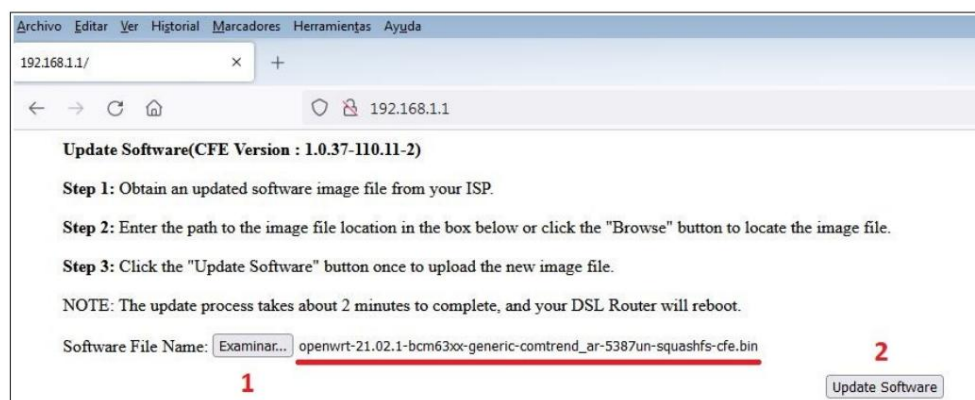 Archivo Editar Ver Historial Marcadores Herramientas Ayuda
192.168.1.1/ × +
192.168.1.1
Update Software(CFE Version : 1.0.37-110.11-2)
Step 1: Obtain an updated software image file from your ISP.
Step 2: Enter the path to the image file location in the box below or click the "Browse" button to locate the image file.
Step 3: Click the "Update Software" button once to upload the new image file.
NOTE: The update process takes about 2 minutes to complete, and your DSL Router will reboot.
Software File Name: Examinar... openwrt-21.02.1-bcm63xx-generic-comtrend_ar-5387un-squashfs-cfe.bin
1
2
Update Software